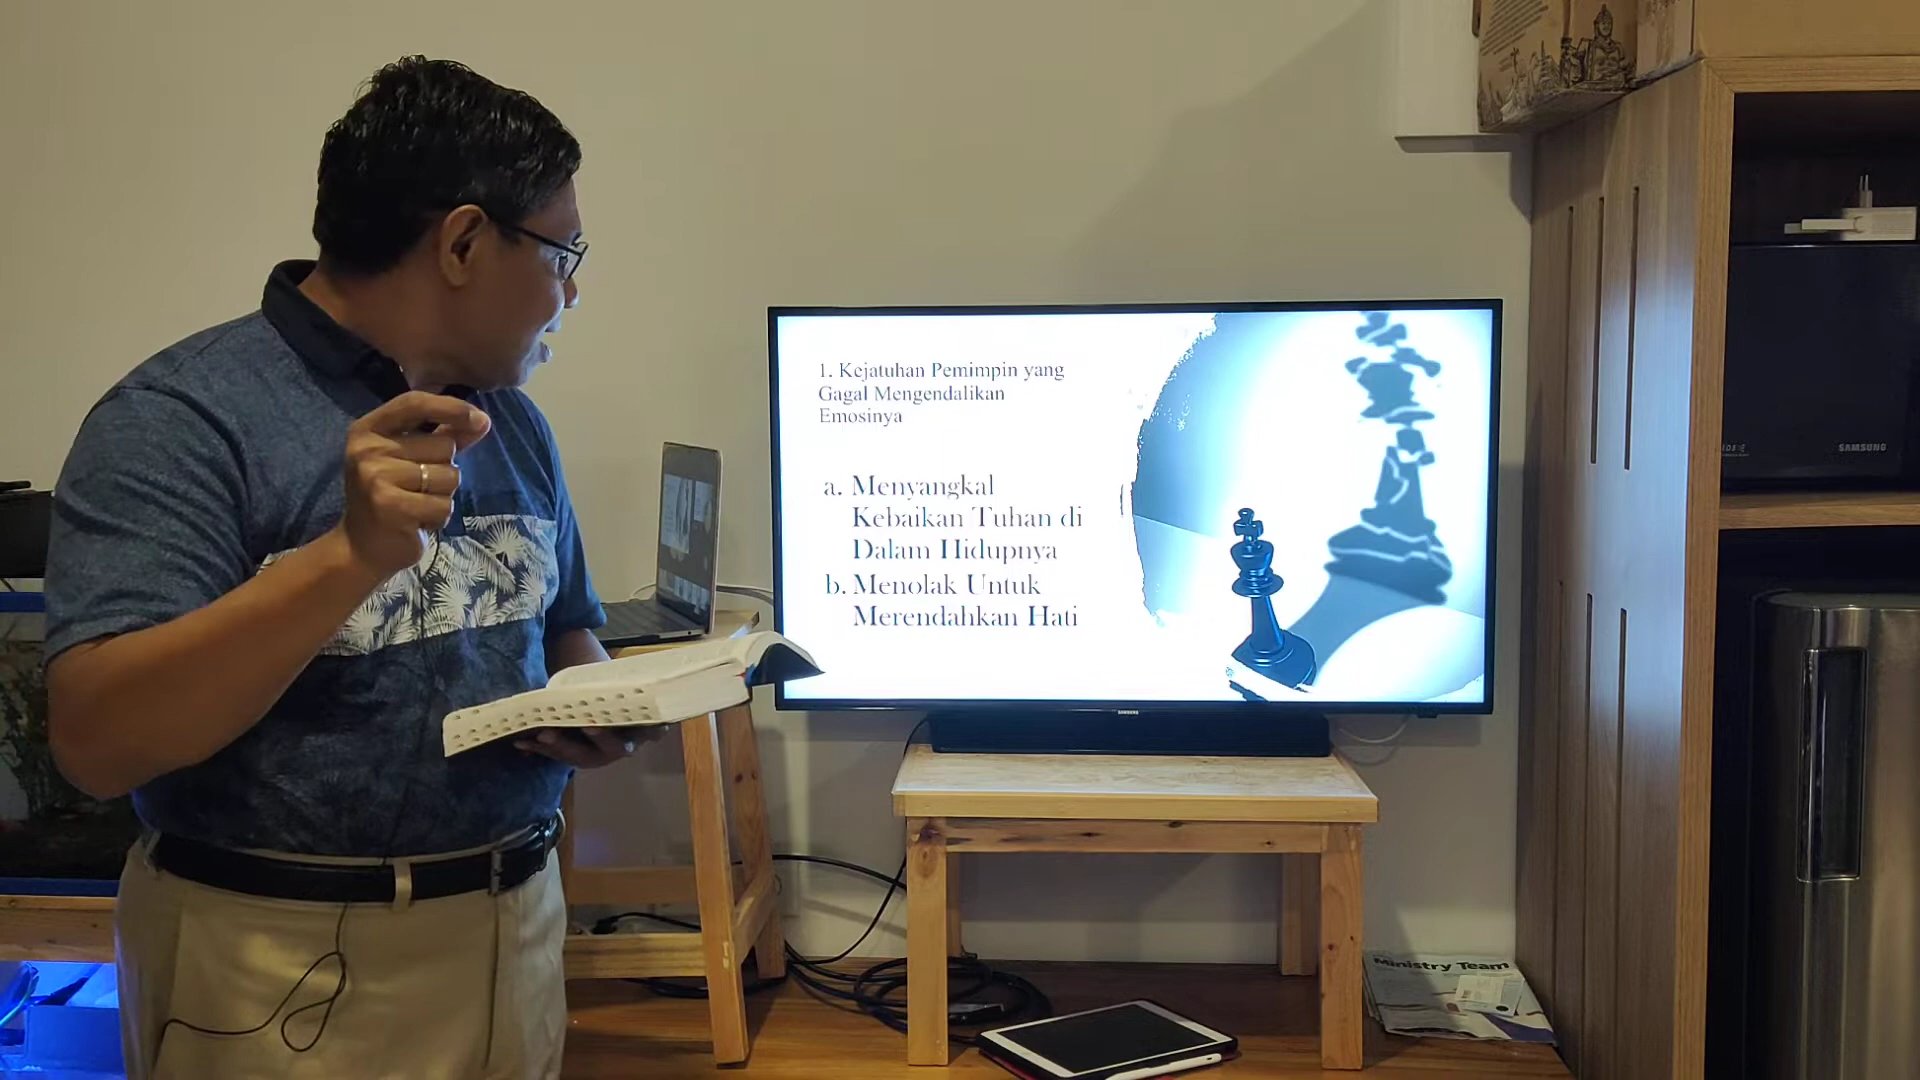 1. Kejatuhan Pemimpin yang
Gagal Mengendalikan
Emosinya
a. Menyangkal
Kebaikan Tuhan di
Dalam Hidupnya
b. Menolak Untuk
Merendahkan Hati
SAMSUNG
SAMSUNG
Ministry Team